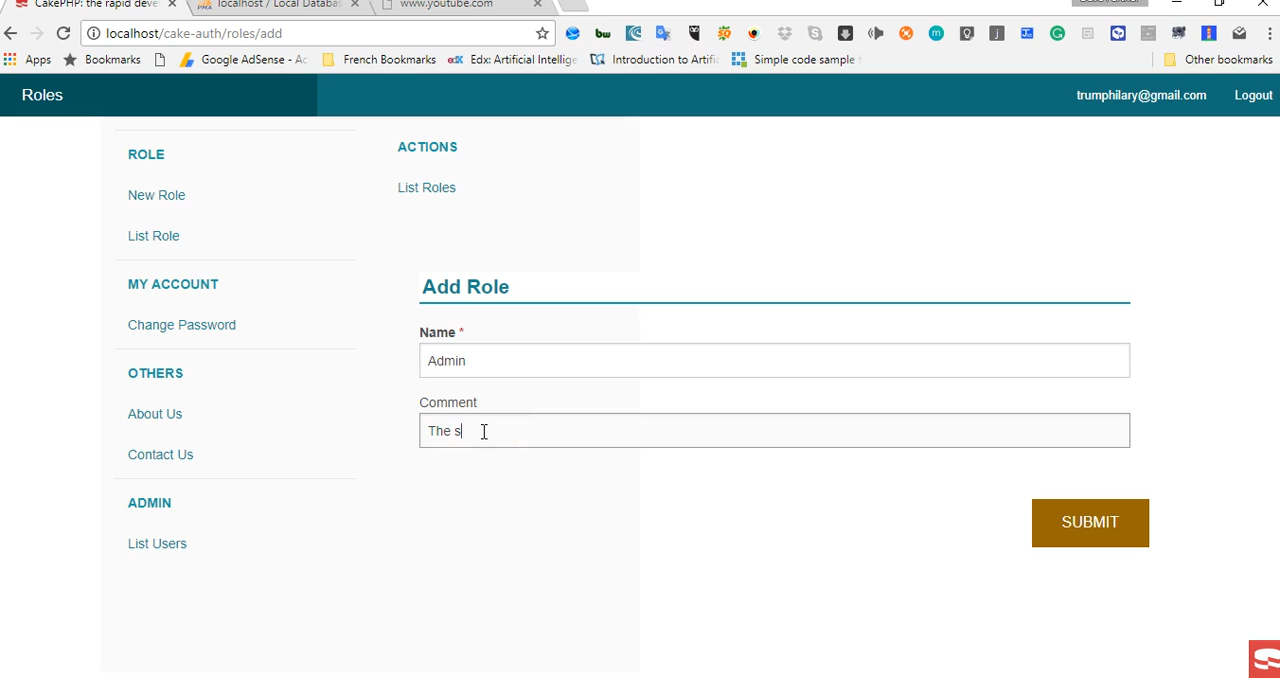 CakePHP: the rapid deve
localhost / Local Databas
www.youtube.com
localhost/cake-auth/roles/add
Apps
Bookmarks
Google AdSense - Ac
French Bookmarks
Edx: Artificial Intellige
Introduction to Artifi
Simple code sample
Other bookmarks
Roles
trumphilary@gmail.com
Logout
ROLE
New Role
List Role
MY ACCOUNT
Change Password
OTHERS
About Us
Contact Us
ADMIN
List Users
ACTIONS
List Roles
Add Role
Name *
Admin
Comment
The s
SUBMIT